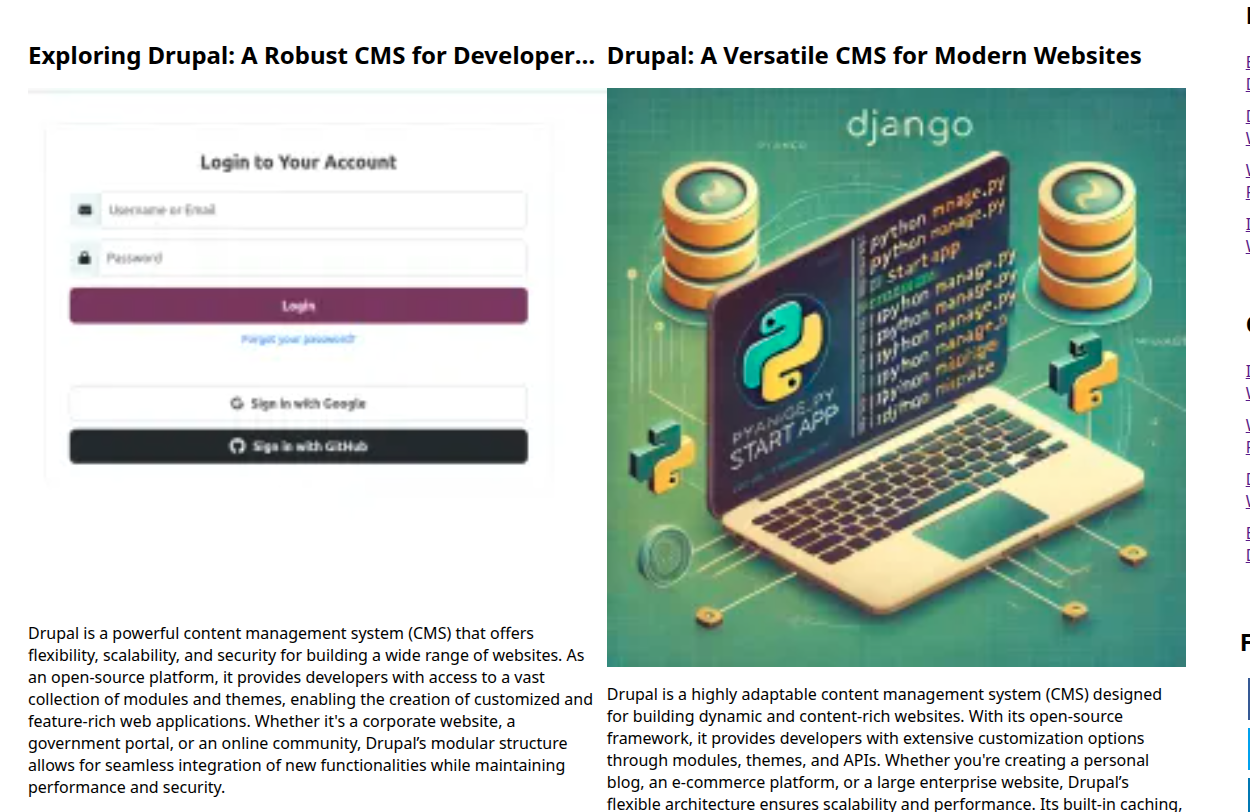 Exploring Drupal: A Robust CMS for Developer...
Login to Your Account
Username or Email
Password
Login
Forgot your password?
Sign in with Google
Sign in with GitHub
Drupal is a powerful content management system (CMS) that offers
flexibility, scalability, and security for building a wide range of websites. As
an open-source platform, it provides developers with access to a vast
collection of modules and themes, enabling the creation of customized and
feature-rich web applications. Whether it's a corporate website, a
government portal, or an online community, Drupal’s modular structure
allows for seamless integration of new functionalities while maintaining
performance and security.
Drupal: A Versatile CMS for Modern Websites
django
python mnage.py
python manage.py
Startapp
python manage.py
python manage.py
python manage.py
python manage.
PYANIGE.PY
START APP
Drupal is a highly adaptable content management system (CMS) designed
for building dynamic and content-rich websites. With its open-source
framework, it provides developers with extensive customization options
through modules, themes, and APIs. Whether you're creating a personal
blog, an e-commerce platform, or a large enterprise website, Drupal’s
flexible architecture ensures scalability and performance. Its built-in caching,